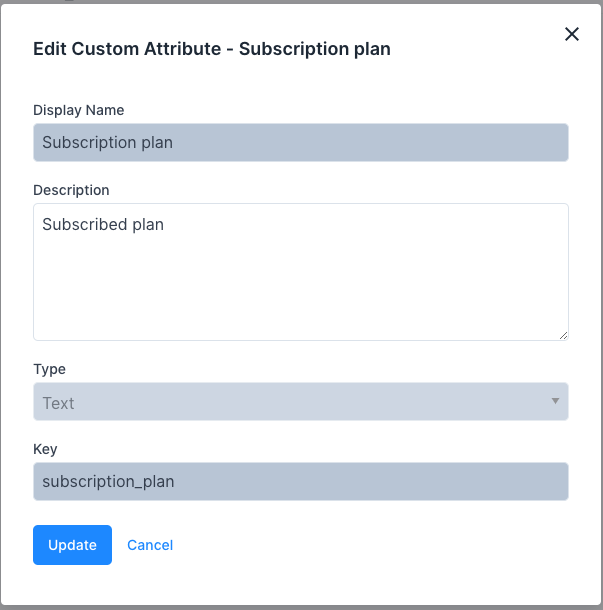 Edit Custom Attribute - Subscription plan
Display Name
Subscription plan
Description
Subscribed plan
Type
Text
Key
subscription_plan
Update Cancel